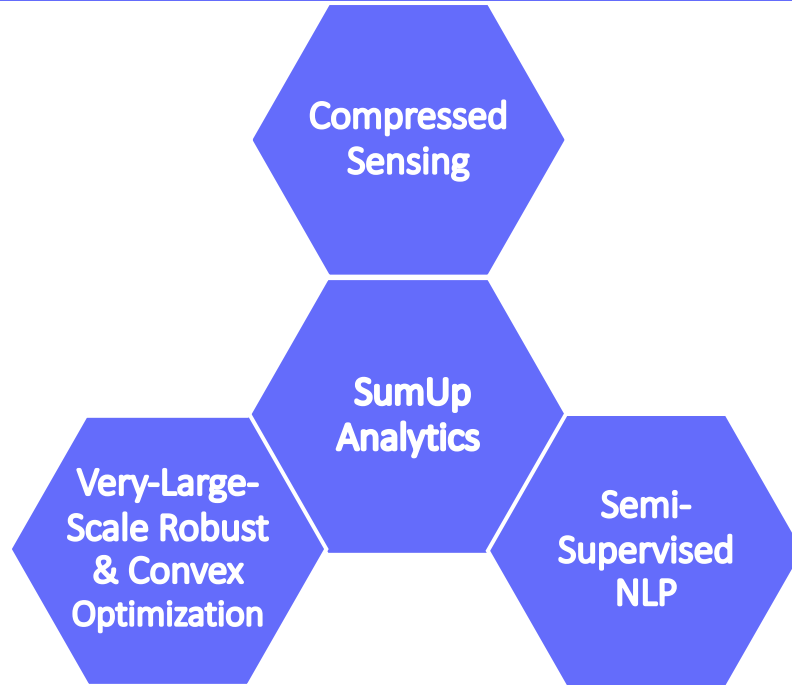 Compressed
Sensing
SumUp
Analytics
Very-Large-
Scale Robust
& Convex
Optimization
Semi-
Supervised
NLP